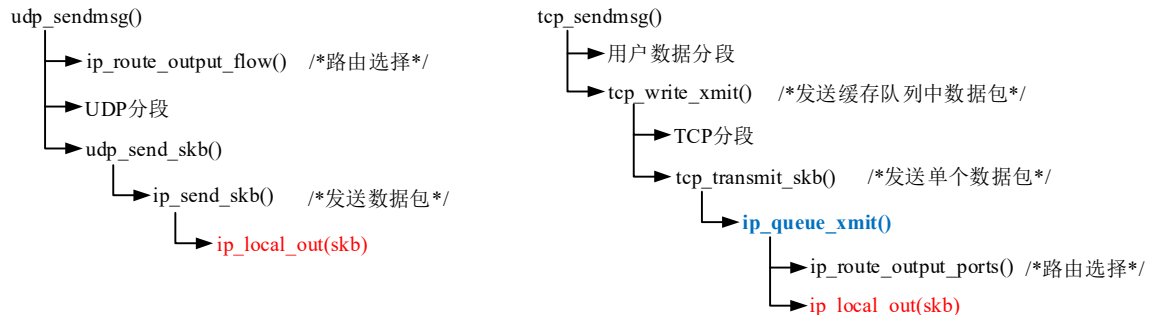 udp_sendmsg()
ip_route_output_flow() /*路由选择*/
UDP分段
udp_send_skb()
ip_send_skb() /*发送数据包*/
ip_local_out(skb)
tcp_sendmsg()
用户数据分段
tcp_write_xmit() /*发送缓存队列中数据包*/
TCP分段
tcp_transmit_skb() /*发送单个数据包*/
ip_queue_xmit()
ip_route_output_ports() /*路由选择*/
ip_local_out(skb)